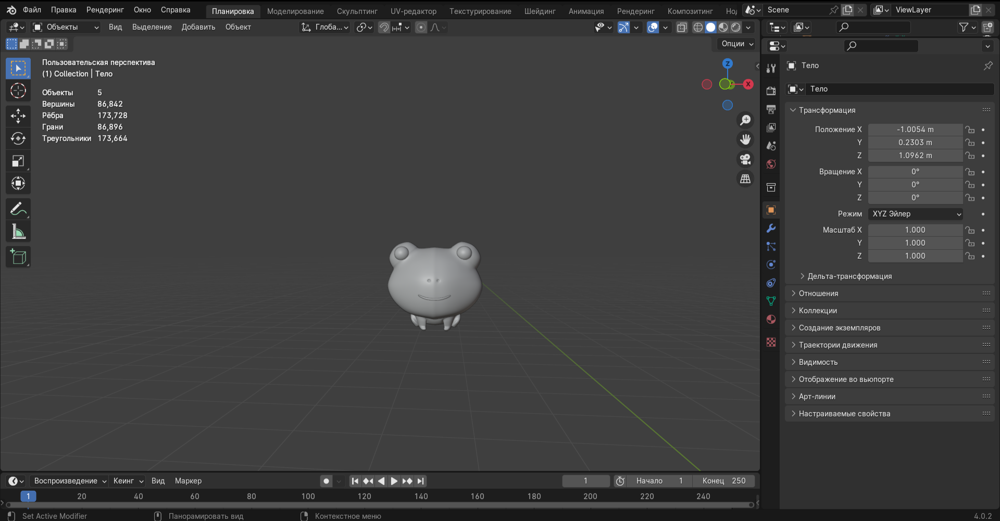 Файл Правка Рендеринг Окно Справка Планировка Моделирование Скульптинг UV-редактор Текстурирование Шейдинг Анимация Рендеринг Композитинг Scene ViewLayer
Объекты Вид Выделение Добавить Объект Глоба...
Опции
Пользовательская перспектива
(1) Collection | Тело
Объекты 5
Вершины 86,842
Рёбра 173,728
Грани 86,896
Треугольники 173,664
Z
X
Тело
Тело
Трансформация
Положение X -1.0054 m
Y 0.2303 m
Z 1.0962 m
Вращение X 0°
Y 0°
Z 0°
Режим XYZ Эйлер
Масштаб X 1.000
Y 1.000
Z 1.000
Дельта-трансформация
Отношения
Коллекции
Создание экземпляров
Траектории движения
Видимость
Отображение во вьюпорте
Арт-линии
Настраиваемые свойства
Воспроизведение Кеинг Вид Маркер 1 Начало 1 Конец 250
1 20 40 60 80 100 120 140 160 180 200 220 240
Set Active Modifier Панорамировать вид Контекстное меню 4.0.2